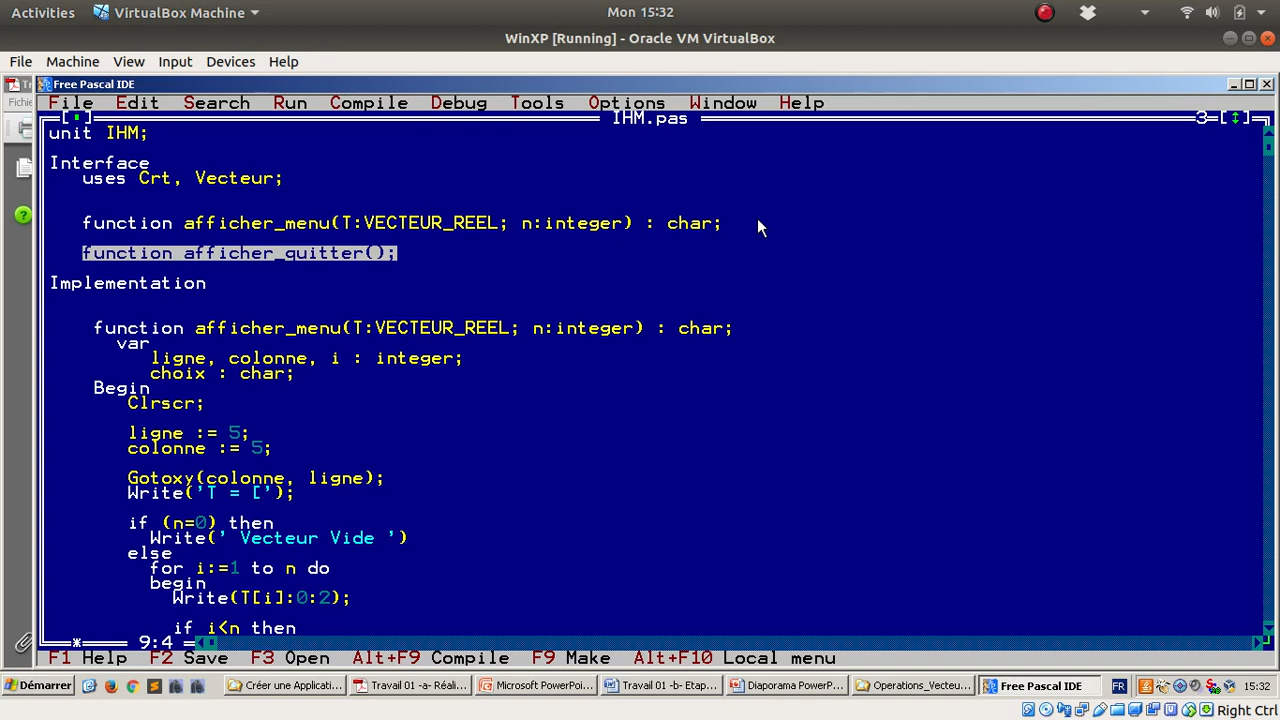 Activities VirtualBox Machine Mon 15:32
WinXP [Running] - Oracle VM VirtualBox
File Machine View Input Devices Help
Free Pascal IDE
Fichie
File Edit Search Run Compile Debug Tools Options Window Help
IHM.pas 3
unit IHM;
Interface
uses Crt, Vecteur;
function afficher_menu(T:VECTEUR_REEL; n:integer) : char;
function afficher_quitter();
Implementation
function afficher_menu(T:VECTEUR_REEL; n:integer) : char;
var
ligne, colonne, i : integer;
choix : char;
Begin
Clrscr;
ligne := 5;
colonne := 5;
Gotoxy(colonne, ligne);
Write('T = [');
if (n=0) then
Write(' Vecteur Vide ')
else
for i:=1 to n do
begin
Write(T[i]:0:2);
if i<n then
* 9:4
F1 Help F2 Save F3 Open Alt+F9 Compile F9 Make Alt+F10 Local menu
Démarrer Créer une Applicati... Travail 01 -a- Réali... Microsoft PowerPoi... Travail 01 -b- Etap... Diaporama PowerP... Operations_Vecteu... Free Pascal IDE FR 15:32
Right Ctrl